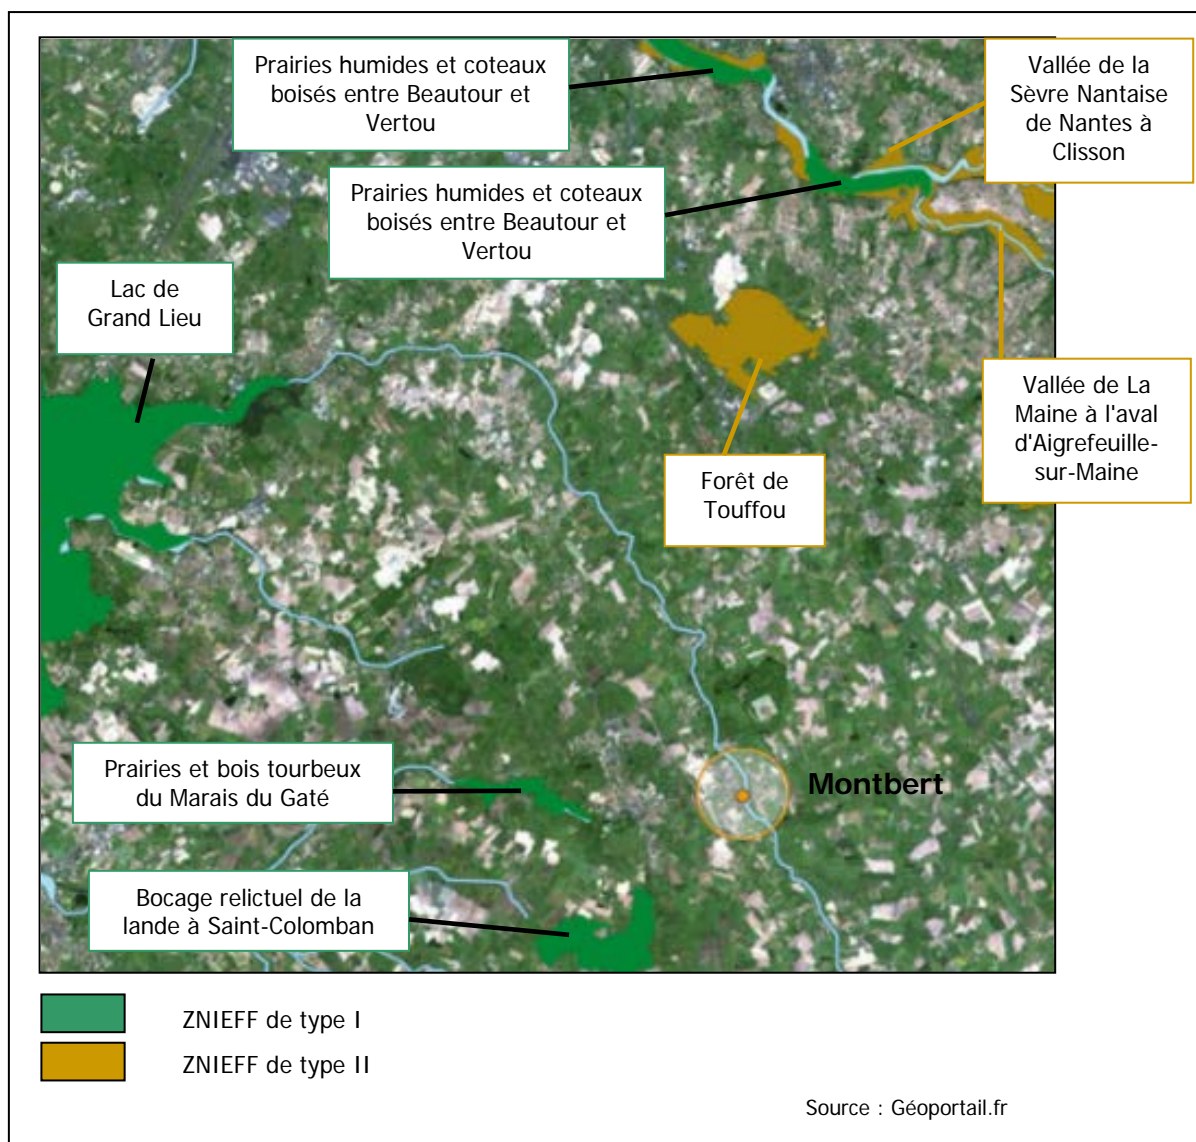 Prairies humides et coteaux
boisés entre Beautour et
Vertou
Vallée de la
Sèvre Nantaise
de Nantes à
Clisson
Prairies humides et coteaux
boisés entre Beautour et
Vertou
Lac de
Grand Lieu
Vallée de La
Maine à l'aval
d'Aigrefeuille-
sur-Maine
Forêt de
Touffou
Prairies et bois tourbeux
du Marais du Gaté
Montbert
Bocage relictuel de la
lande à Saint-Colomban
ZNIEFF de type I
ZNIEFF de type II
Source : Géoportail.fr